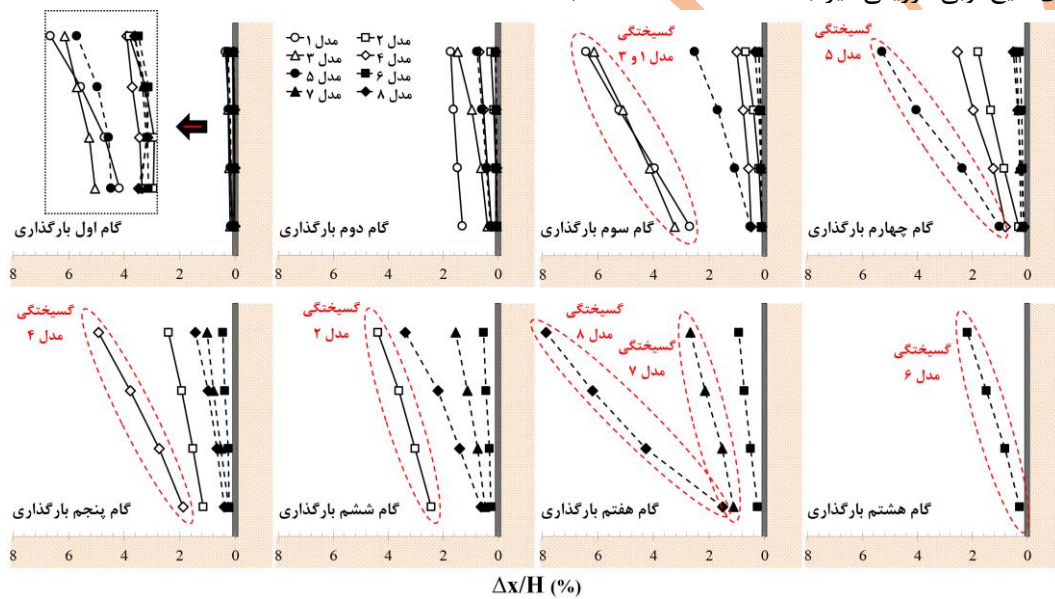 مدل ۱
مدل ۲
مدل ۳
مدل ۴
مدل ۵
مدل ۶
مدل ۷
مدل ۸
گام اول بارگذاری
8 6 4 2 0
گام دوم بارگذاری
8 6 4 2 0
گسیختگی
مدل ۱ و ۳
گام سوم بارگذاری
8 6 4 2 0
گسیختگی
مدل ۵
گام چهارم بارگذاری
8 6 4 2 0
گسیختگی
مدل ۴
گام پنجم بارگذاری
8 6 4 2 0
گسیختگی
مدل ۲
گام ششم بارگذاری
8 6 4 2 0
گسیختگی
مدل ۸
گسیختگی
مدل ۷
گام هفتم بارگذاری
8 6 4 2 0
گسیختگی
مدل ۶
گام هشتم بارگذاری
8 6 4 2 0
Δx/H (%)